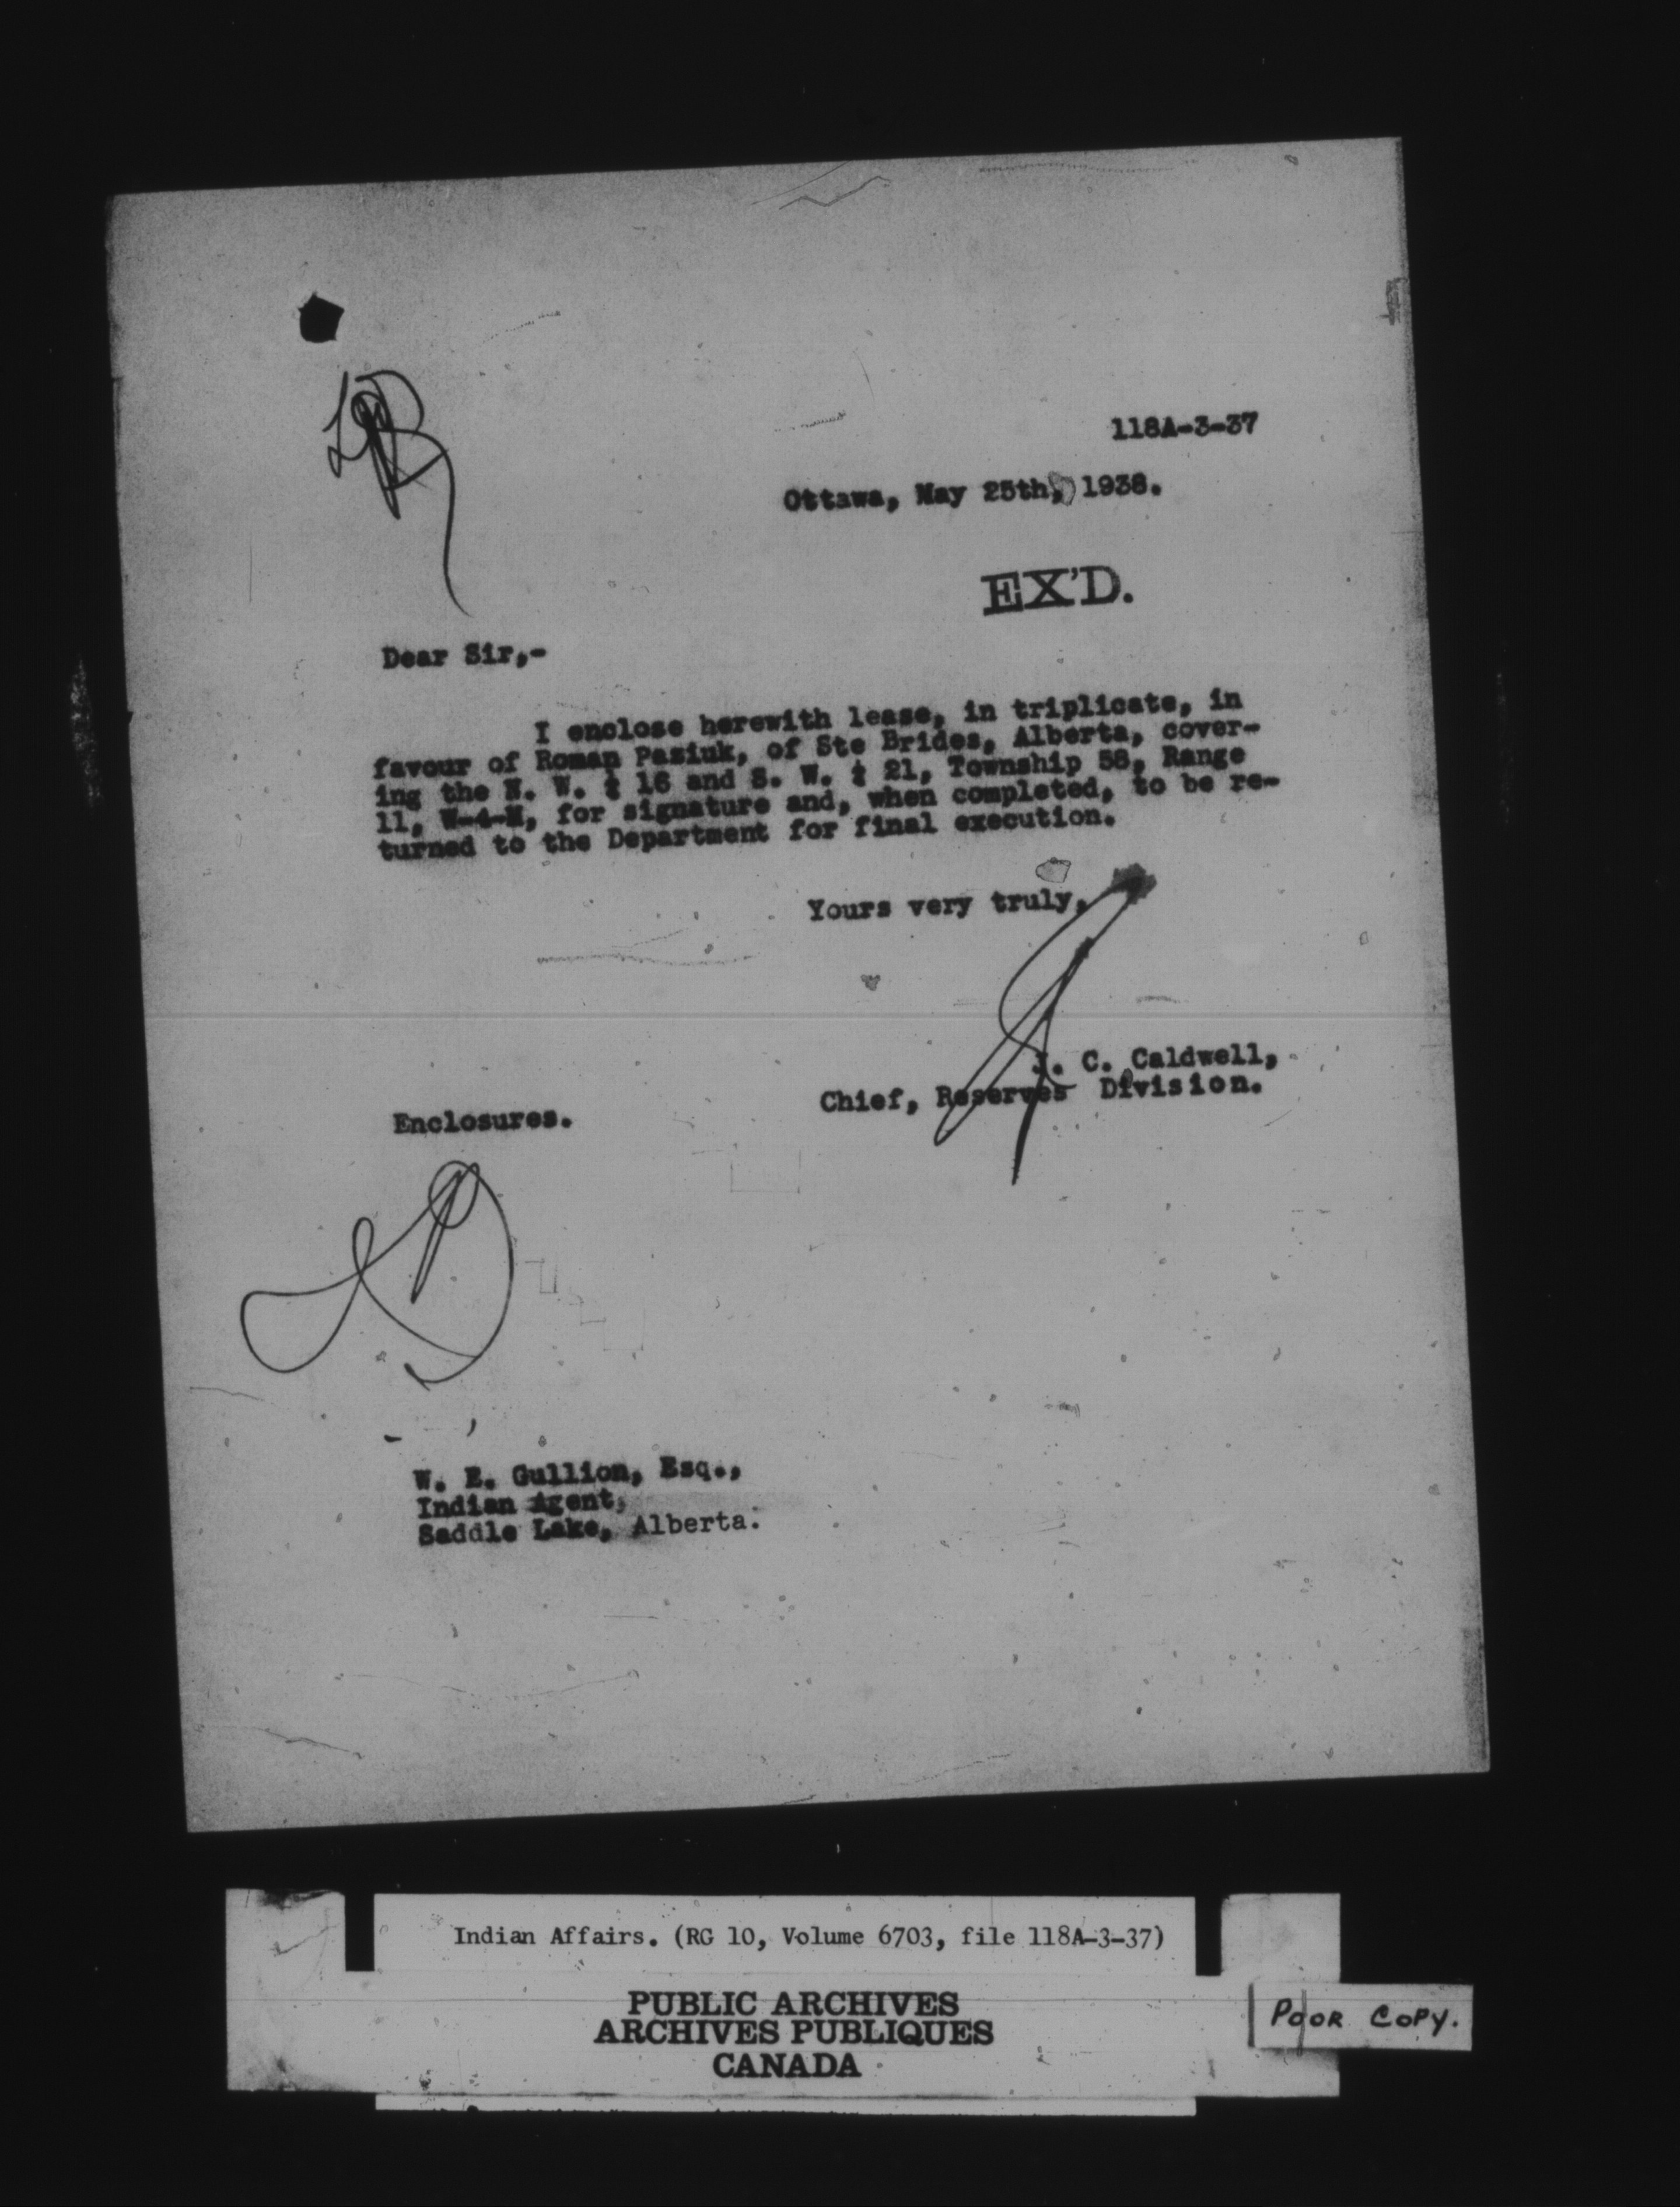 118A-3-37
Ottawa, May 25th, 1938.
EX'D.
Dear Sir,-
I enclose herewith lease, in triplicate, in
favour of Roman Pasiuk, of Ste Brides, Alberta, cover-
ing the N. W. ¼ 16 and S. W. ¼ 21, Township 58, Range
11, W-4-M, for signature and, when completed, to be re-
turned to the Department for final execution.
Yours very truly,
J. C. Caldwell,
Chief, Reserves Division.
Enclosures.
W. E. Gullion, Esq.,
Indian Agent,
Saddle Lake, Alberta.
Indian Affairs. (RG 10, Volume 6703, file 118A-3-37)
PUBLIC ARCHIVES
ARCHIVES PUBLIQUES
CANADA
POOR COPY.